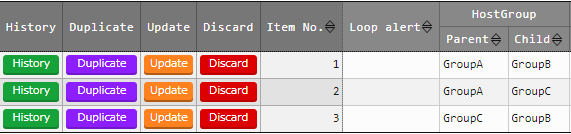 HostGroup
History Duplicate Update Discard Item No. Loop alert
Parent Child
History Duplicate Update Discard 1 GroupA GroupB
History Duplicate Update Discard 2 GroupA GroupC
History Duplicate Update Discard 3 GroupC GroupB